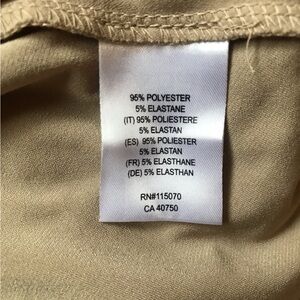 95% POLYESTER
5% ELASTANE
(IT) 95% POLIESTERE
5% ELASTAN
(ES) 95% POLIESTER
5% ELASTAN
(FR) 5% ELASTHANE
(DE) 5% ELASTHAN
RN#115070
CA 40750